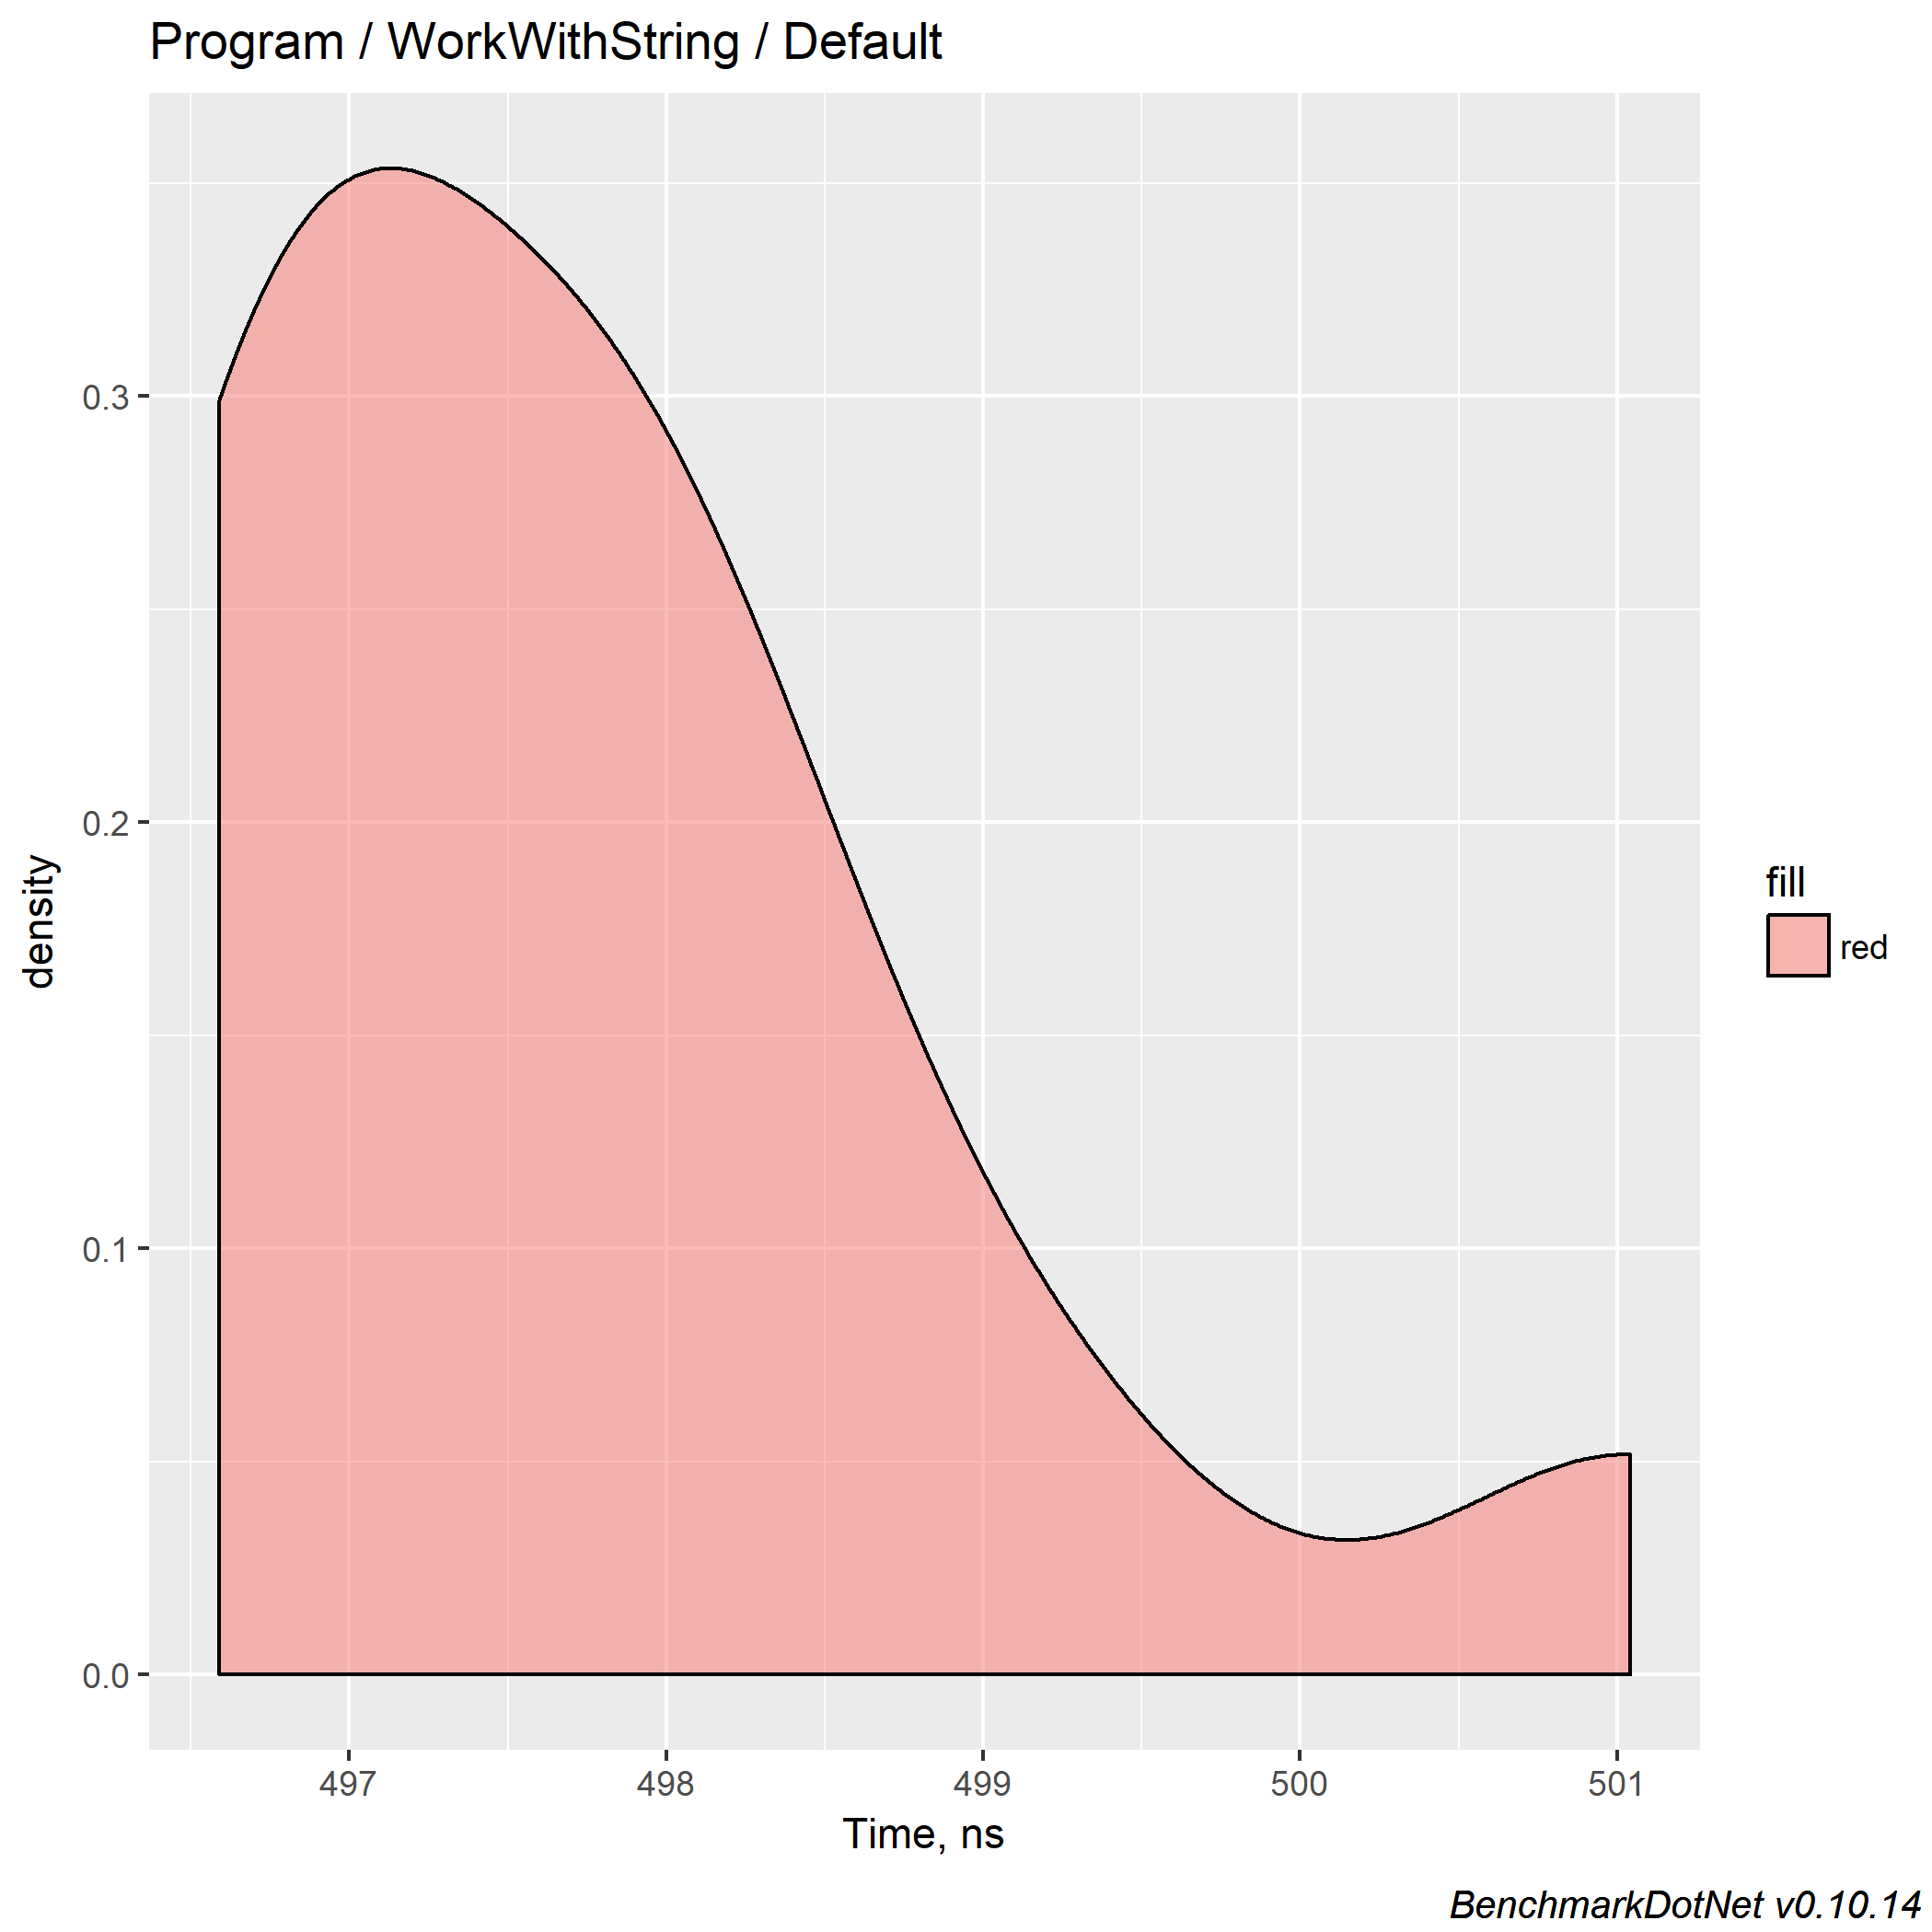 Program / WorkWithString / Default
0.3
0.2
0.1
0.0
density
497 498 499 500 501
Time, ns
fill
red
BenchmarkDotNet v0.10.14